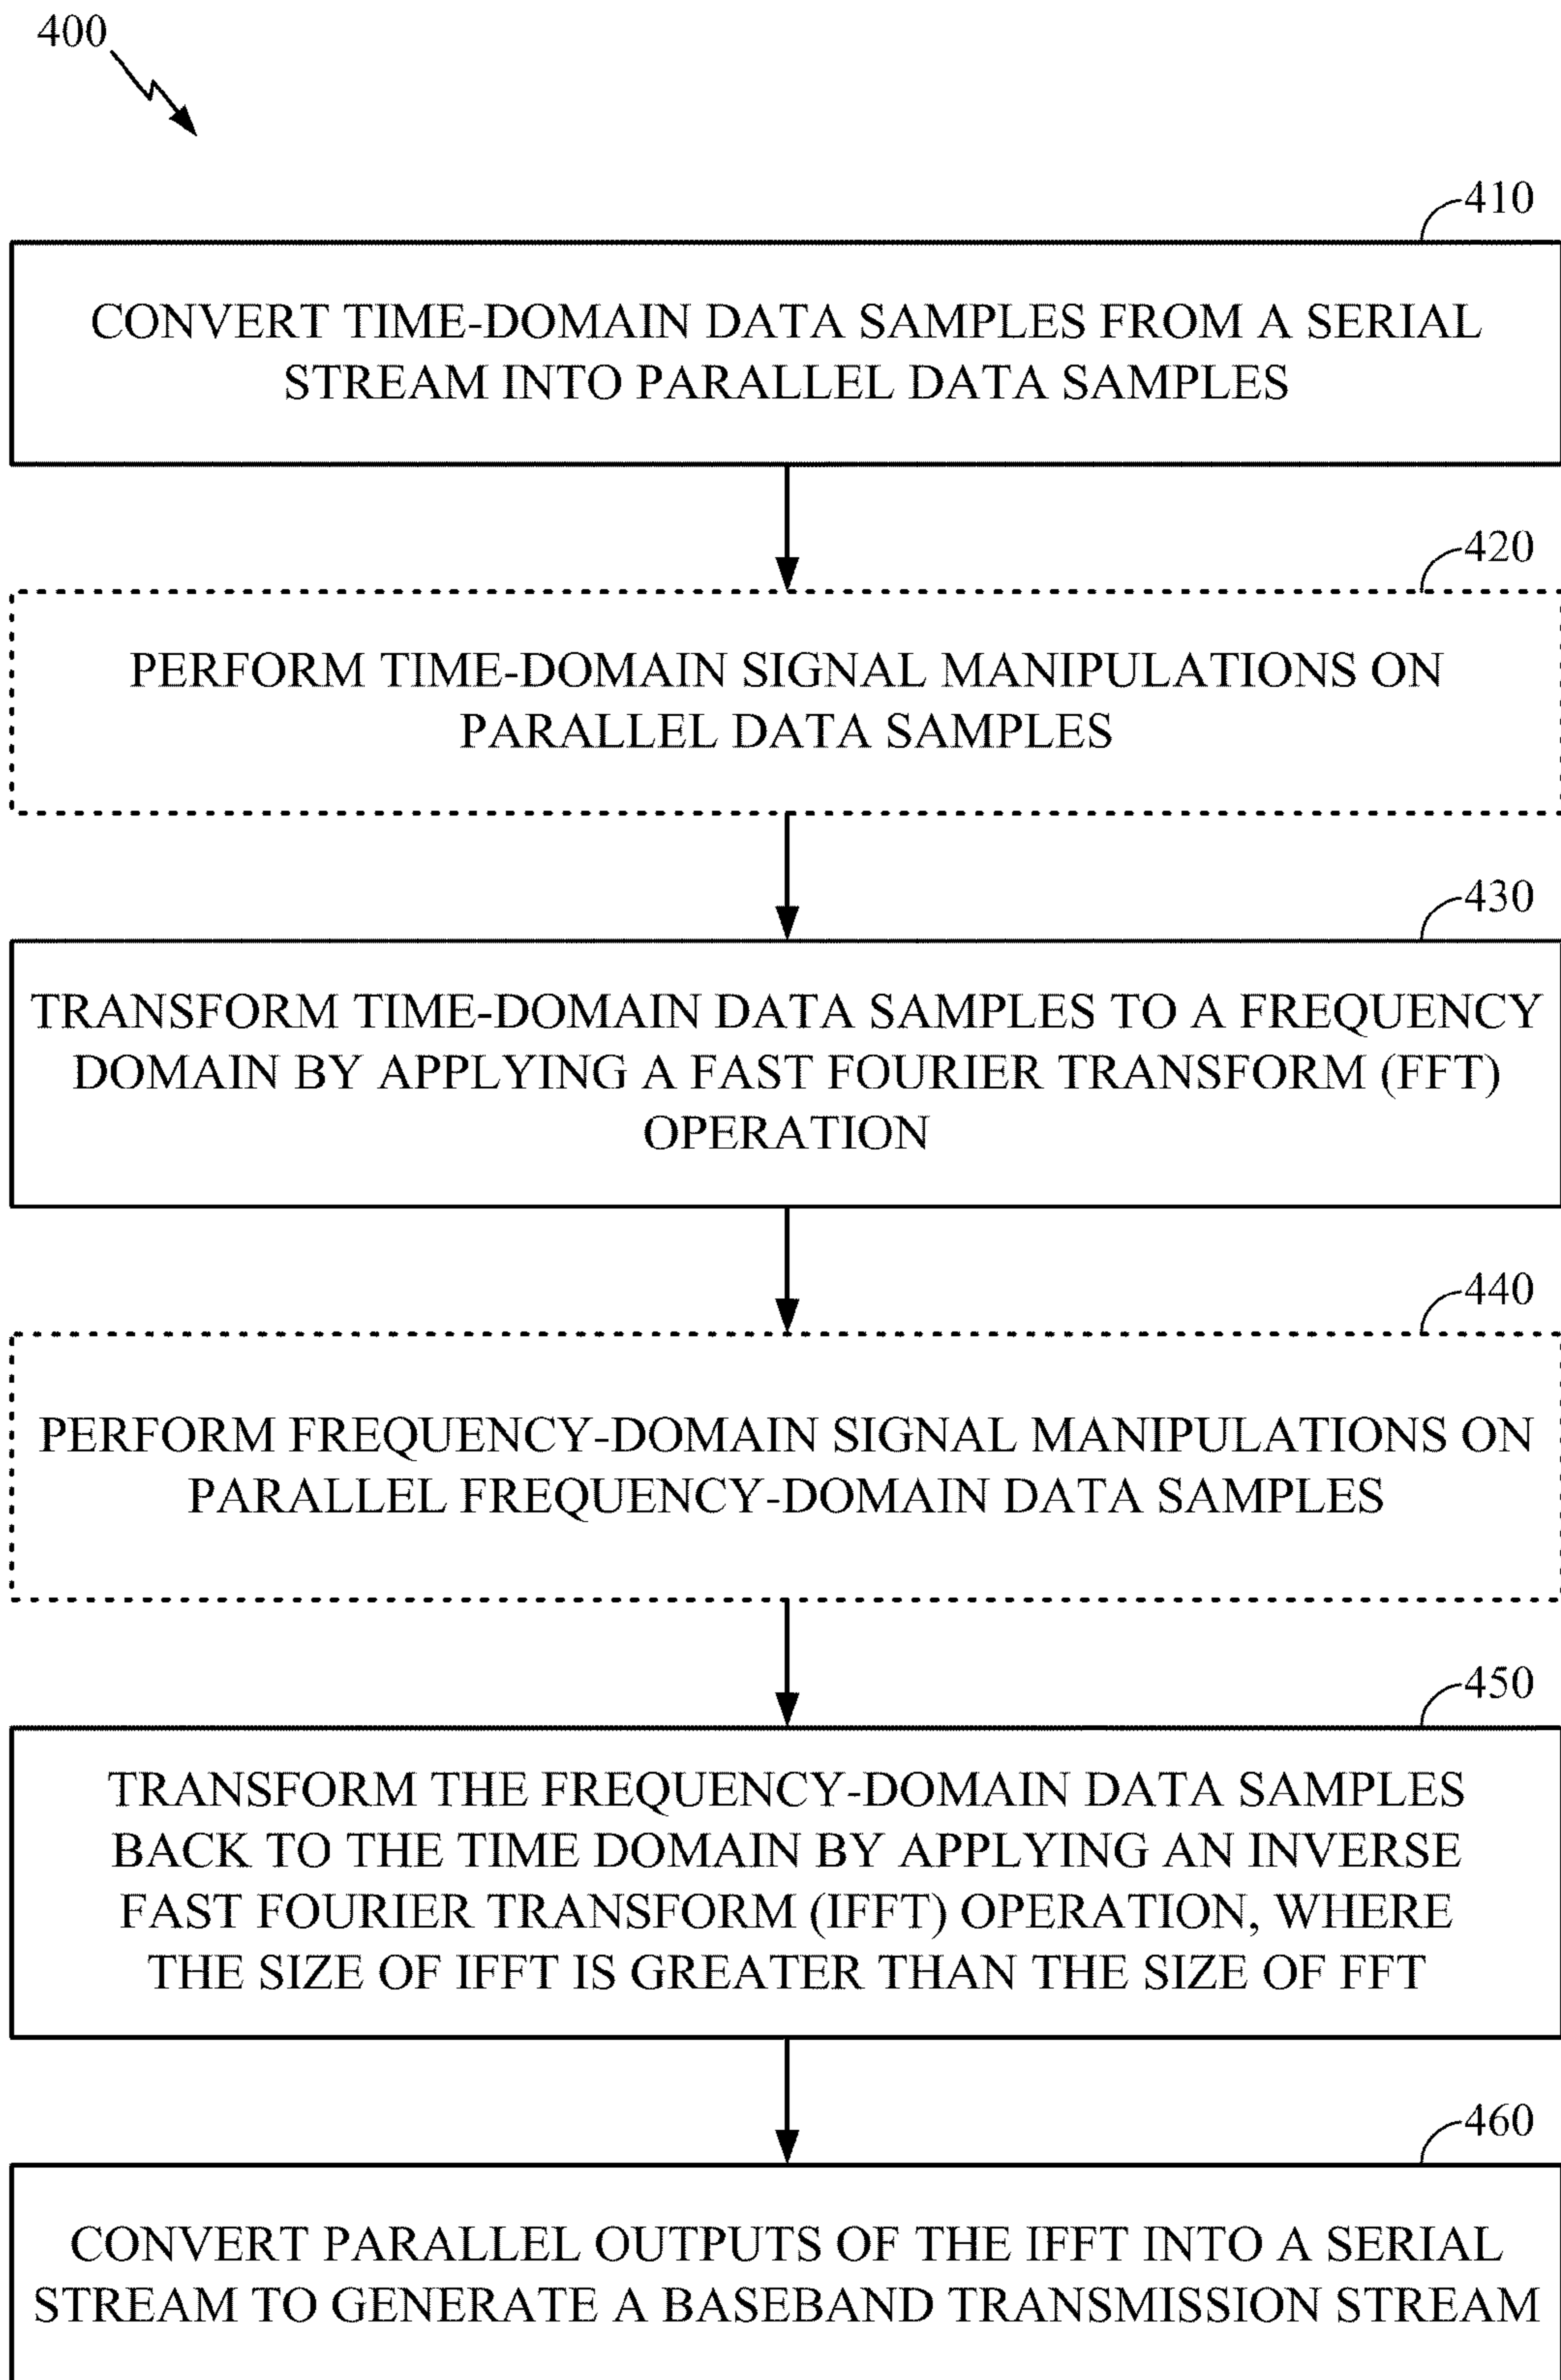 400
410
CONVERT TIME-DOMAIN DATA SAMPLES FROM A SERIAL
STREAM INTO PARALLEL DATA SAMPLES
420
PERFORM TIME-DOMAIN SIGNAL MANIPULATIONS ON
PARALLEL DATA SAMPLES
430
TRANSFORM TIME-DOMAIN DATA SAMPLES TO A FREQUENCY
DOMAIN BY APPLYING A FAST FOURIER TRANSFORM (FFT)
OPERATION
440
PERFORM FREQUENCY-DOMAIN SIGNAL MANIPULATIONS ON
PARALLEL FREQUENCY-DOMAIN DATA SAMPLES
450
TRANSFORM THE FREQUENCY-DOMAIN DATA SAMPLES
BACK TO THE TIME DOMAIN BY APPLYING AN INVERSE
FAST FOURIER TRANSFORM (IFFT) OPERATION, WHERE
THE SIZE OF IFFT IS GREATER THAN THE SIZE OF FFT
460
CONVERT PARALLEL OUTPUTS OF THE IFFT INTO A SERIAL
STREAM TO GENERATE A BASEBAND TRANSMISSION STREAM